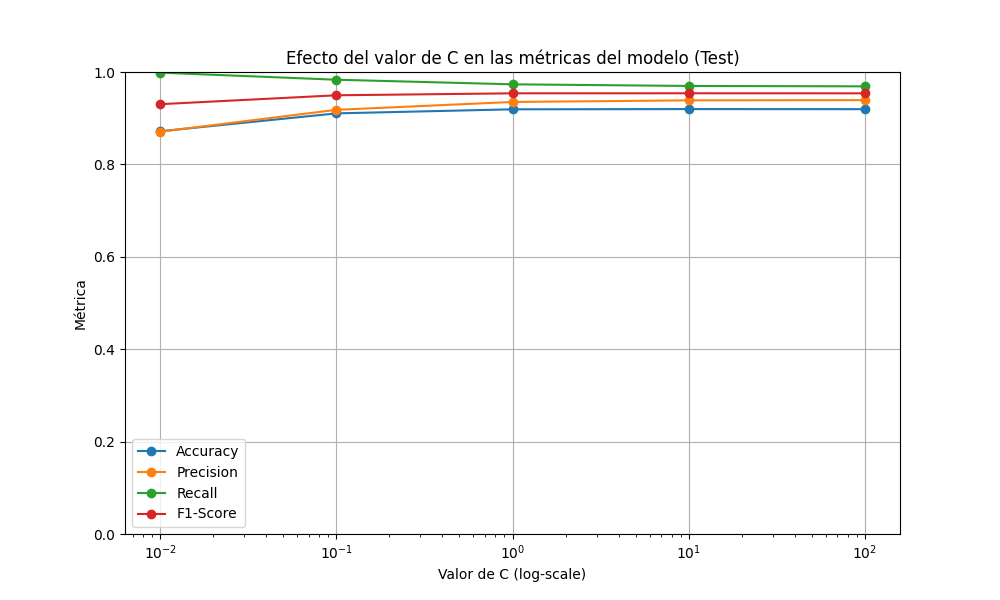 Efecto del valor de C en las métricas del modelo (Test)
Métrica
1.0
0.8
0.6
0.4
0.2
0.0
Accuracy
Precision
Recall
F1-Score
10⁻² 10⁻¹ 10⁰ 10¹ 10²
Valor de C (log-scale)